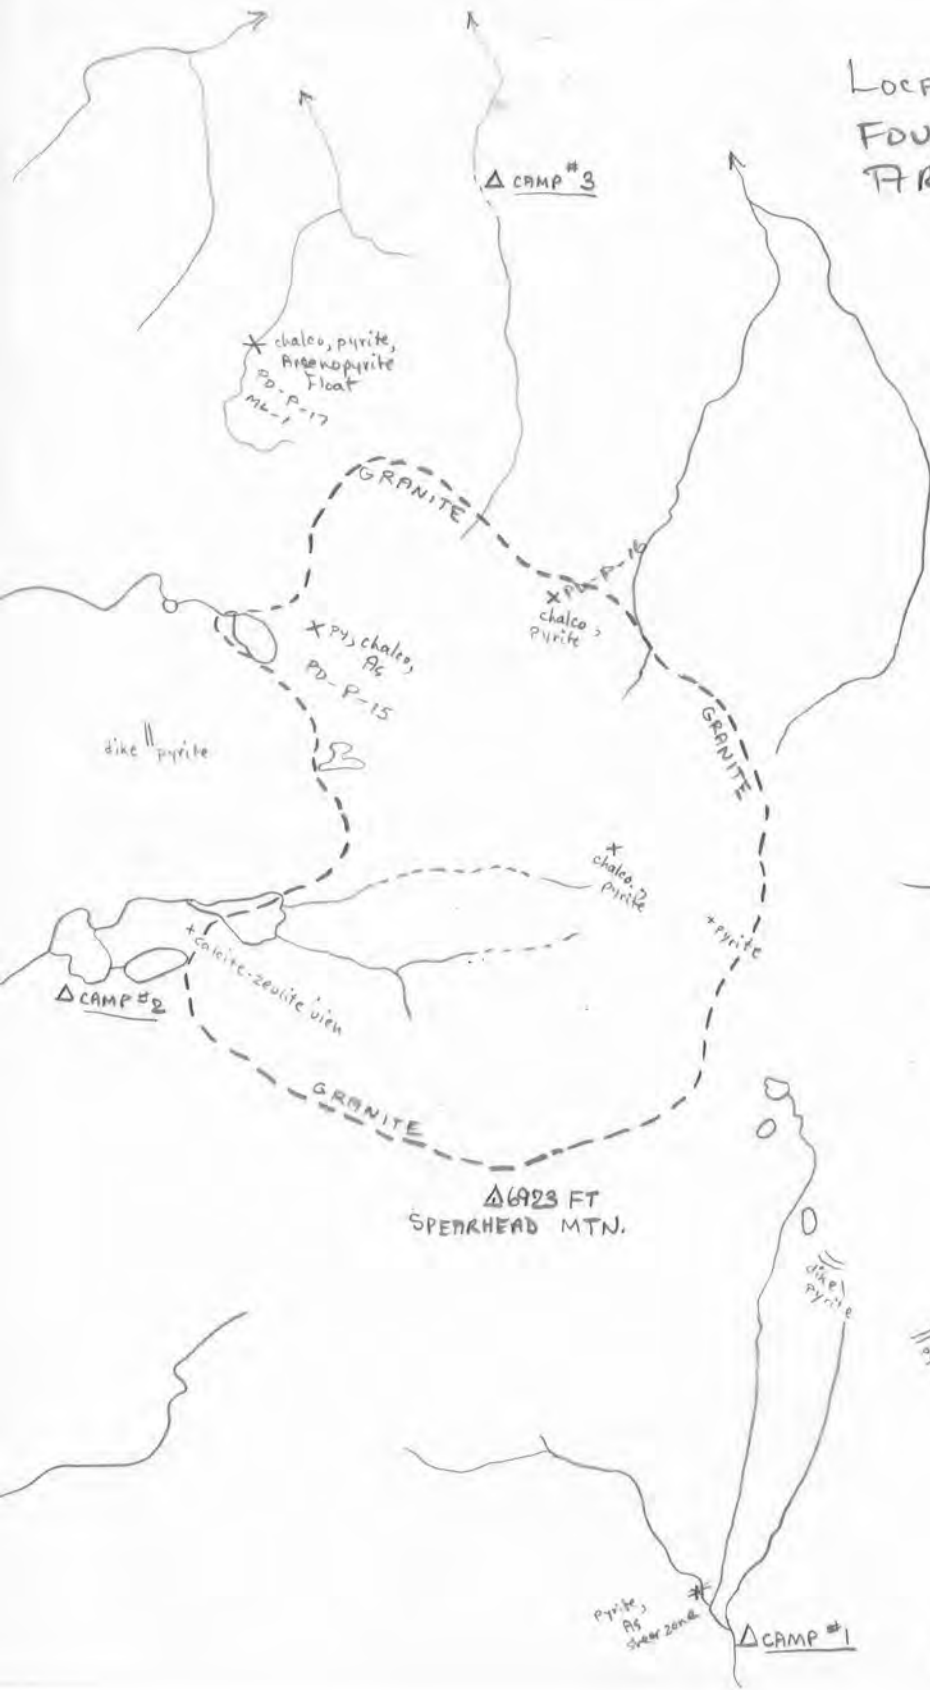 CAMP #3
chalco, pyrite,
Arsenopyrite
Float
PD-P-17
ML-1
GRANITE
PD-P-16
chalco,
pyrite
py, chalco,
As
PD-P-15
dike pyrite
GRANITE
chalco,
pyrite
pyrite
calcite-zeolite vien
CAMP #2
GRANITE
6923 FT
SPEARHEAD MTN.
dike
pyrite
pyrite,
As
shear zone
CAMP #1